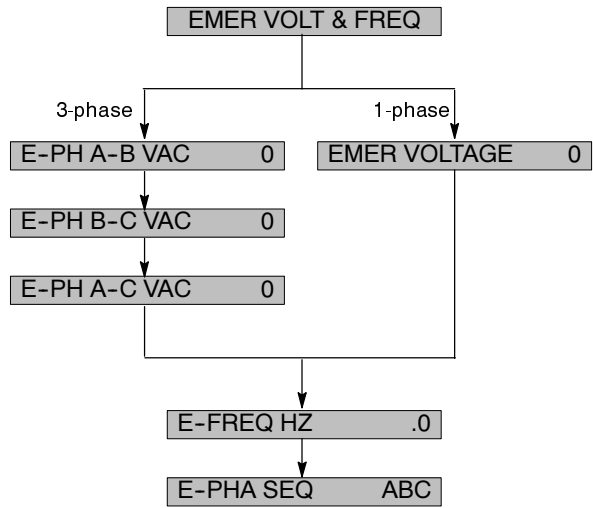 EMER VOLT & FREQ
3-phase
1-phase
E-PH A-B VAC 0
EMER VOLTAGE 0
E-PH B-C VAC 0
E-PH A-C VAC 0
E-FREQ HZ .0
E-PHA SEQ ABC